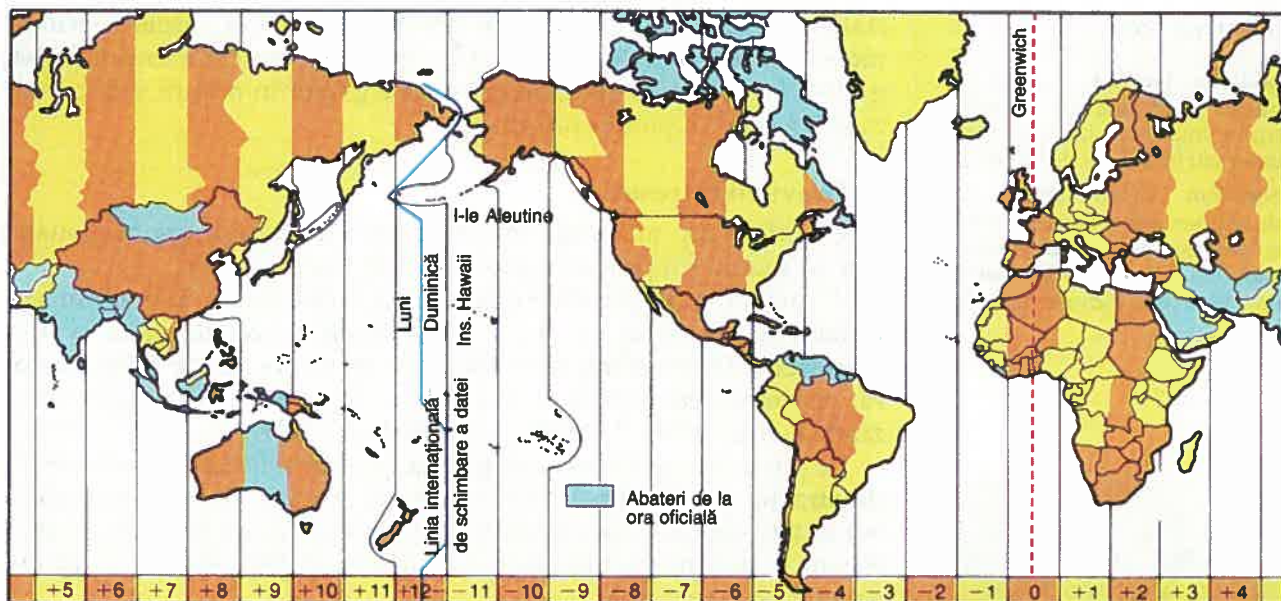 Greenwich
I-le Aleutine
Luni
Duminică
Ins. Hawaii
Linia internațională
de schimbare a datei
Abateri de la
ora oficială
+5 +6 +7 +8 +9 +10 +11 +12- -11 -10 -9 -8 -7 -6 -5 -4 -3 -2 -1 0 +1 +2 +3 +4